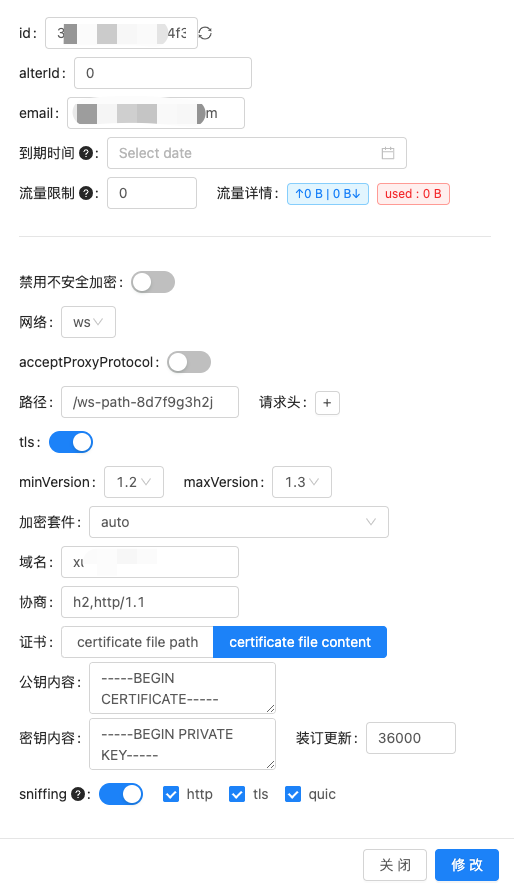 id:
alterId: 0
email: m
到期时间 ?: Select date
流量限制 ?: 0 流量详情: ↑0 B | 0 B↓ used : 0 B
禁用不安全加密:
网络: ws
acceptProxyProtocol:
路径: /ws-path-8d7f9g3h2j 请求头: +
tls:
minVersion: 1.2 maxVersion: 1.3
加密套件: auto
域名:
协商: h2,http/1.1
证书: certificate file path certificate file content
公钥内容: -----BEGIN
CERTIFICATE-----
密钥内容: -----BEGIN PRIVATE
KEY----- 装订更新: 36000
sniffing ?: http tls quic
关 闭 修 改